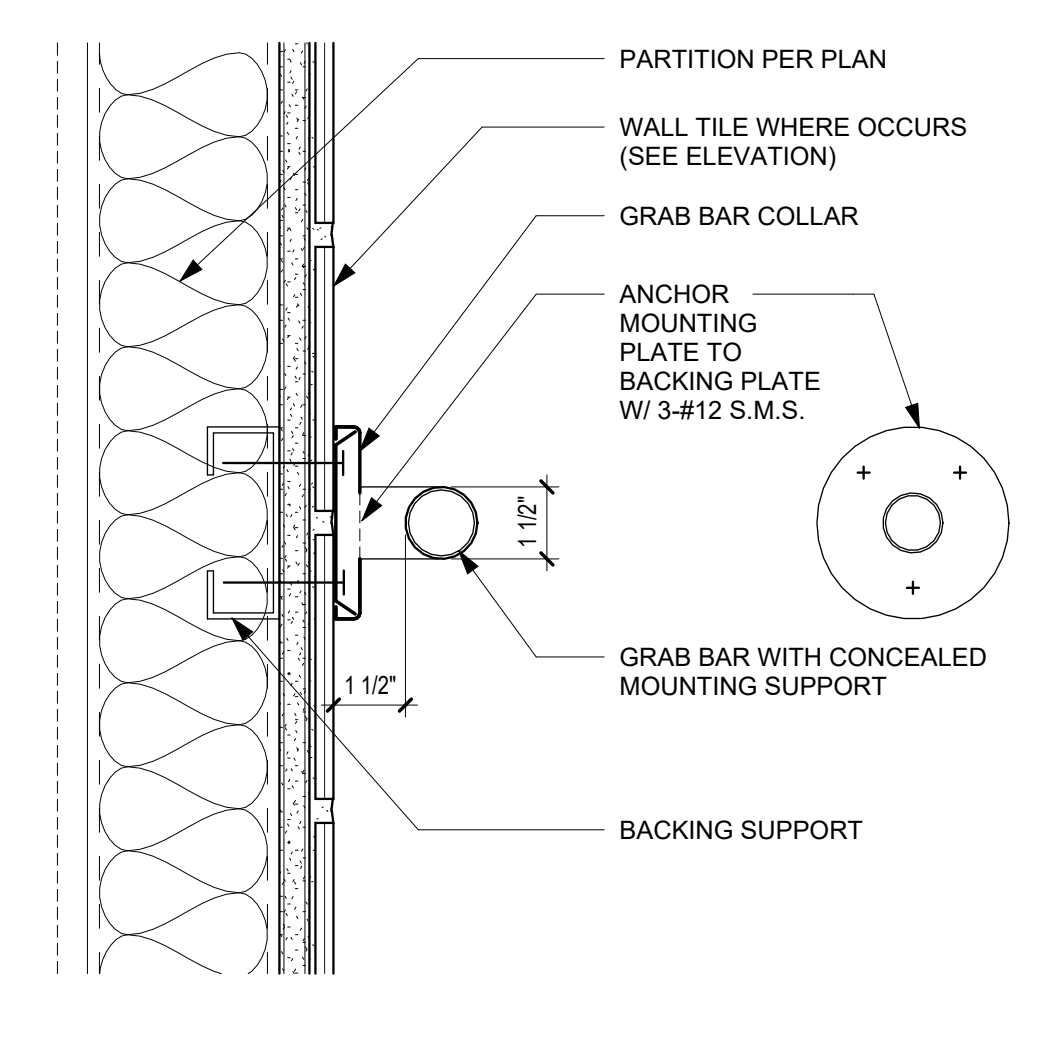 PARTITION PER PLAN
WALL TILE WHERE OCCURS
(SEE ELEVATION)
GRAB BAR COLLAR
ANCHOR
MOUNTING
PLATE TO
BACKING PLATE
W/ 3-#12 S.M.S.
1 1/2"
GRAB BAR WITH CONCEALED
MOUNTING SUPPORT
1 1/2"
BACKING SUPPORT